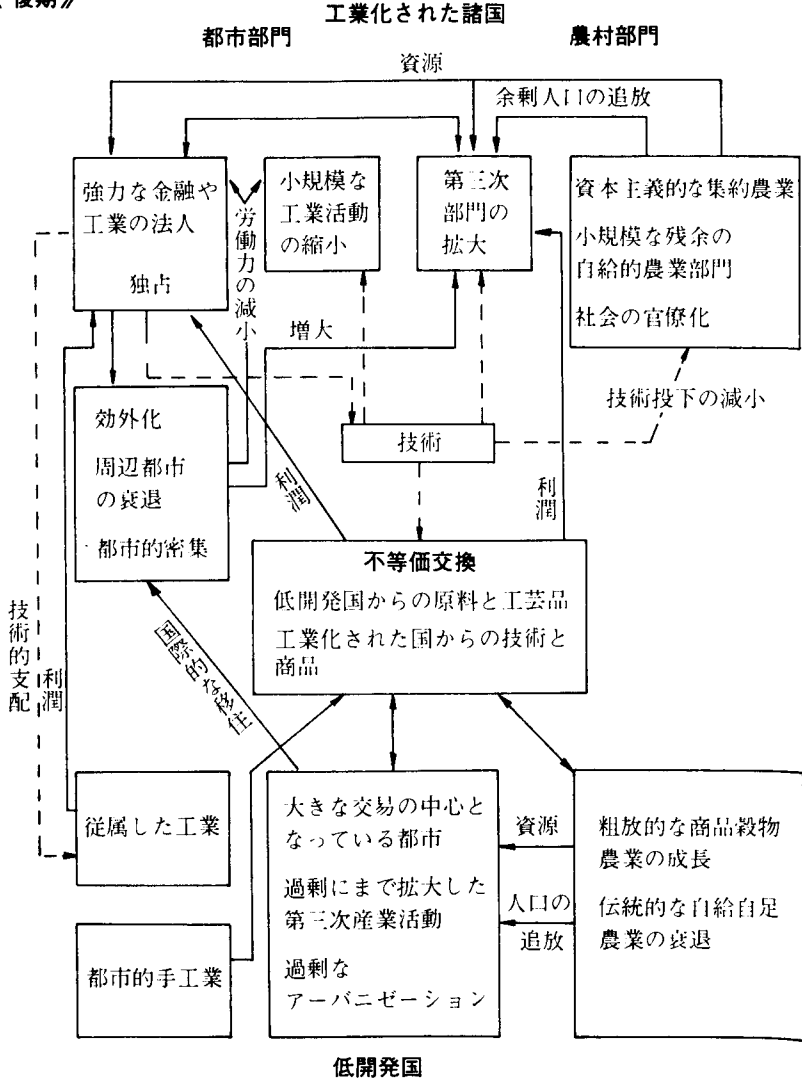 後期》
工業化された諸国
都市部門
農村部門
資源
余剰人口の追放
強力な金融や
工業の法人
独占
労働力の減小
小規模な
工業活動
の縮小
第三次
部門の
拡大
資本主義的な集約農業
小規模な残余の
自給的農業部門
社会の官僚化
増大
技術投下の減小
効外化
周辺都市
の衰退
都市的密集
技術
利潤
利潤
不等価交換
低開発国からの原料と工芸品
工業化された国からの技術と
商品
国際的な移住
技術的支配
利潤
従属した工業
大きな交易の中心と
なっている都市
過剰にまで拡大した
第三次産業活動
過剰な
アーバニゼーション
資源
人口の
追放
粗放的な商品穀物
農業の成長
伝統的な自給自足
農業の衰退
都市的手工業
低開発国